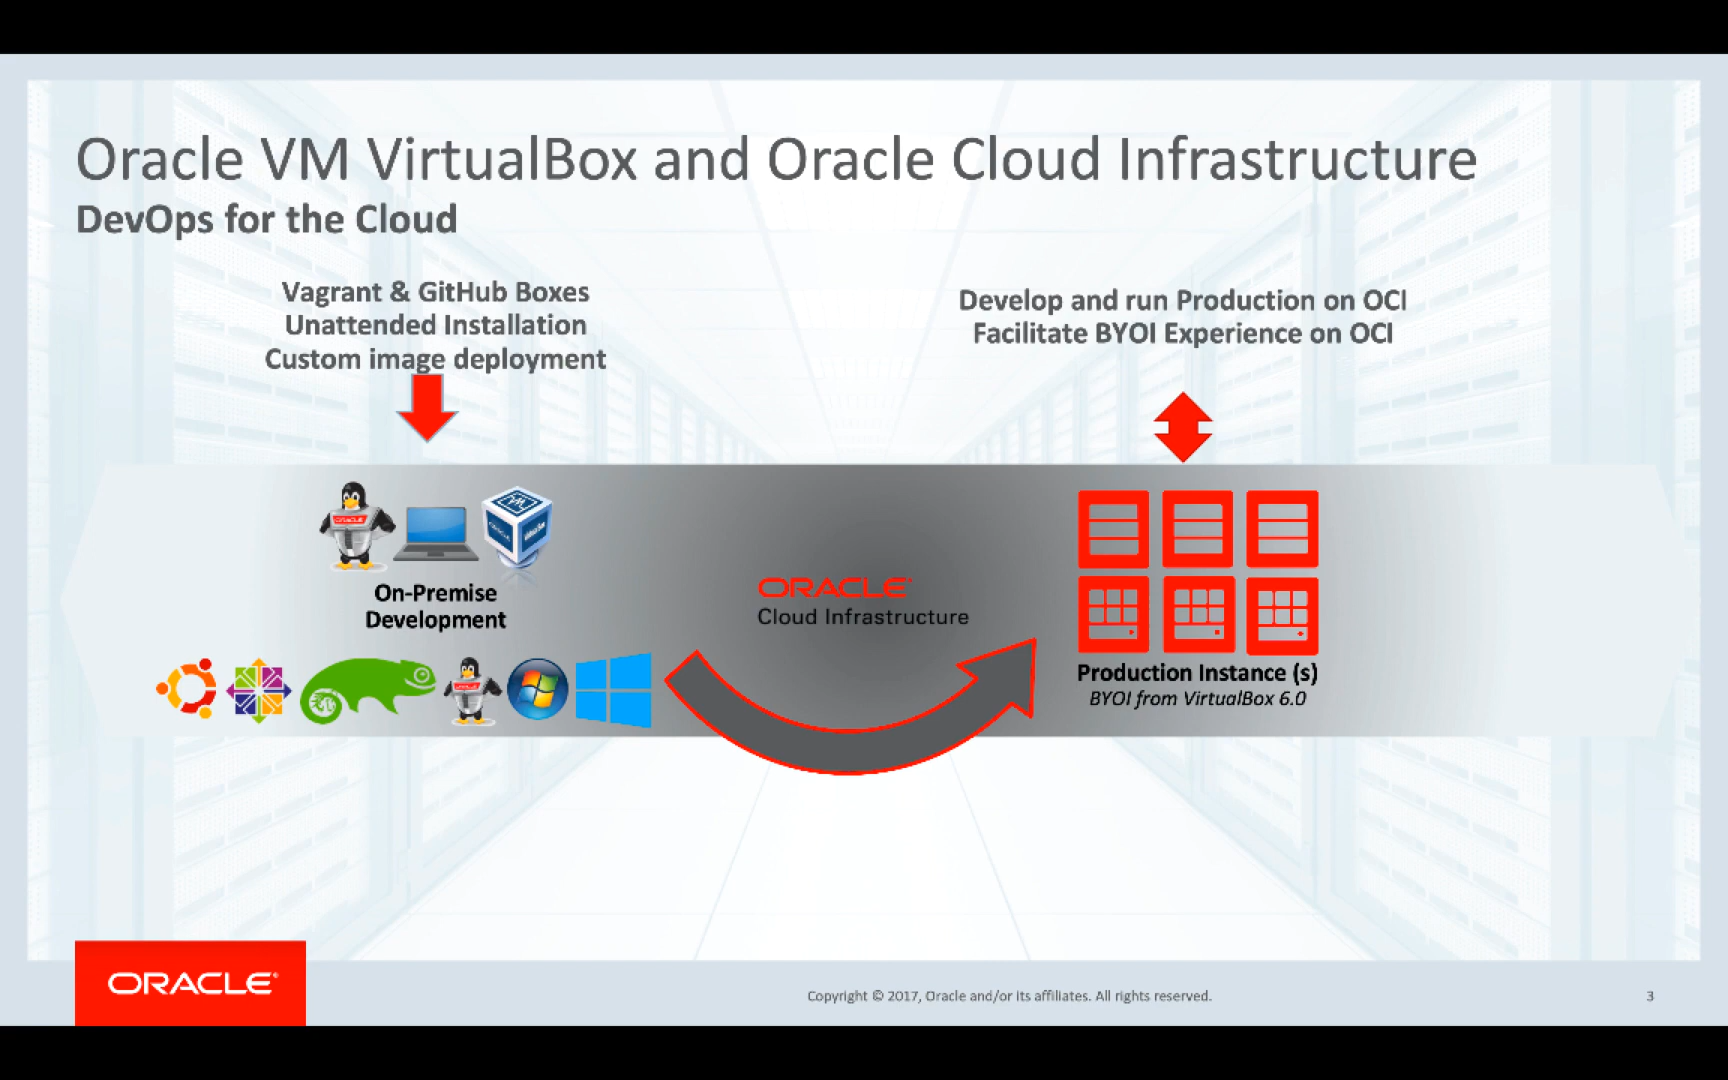 Oracle VM VirtualBox and Oracle Cloud Infrastructure
DevOps for the Cloud
Vagrant & GitHub Boxes
Unattended Installation
Custom image deployment
Develop and run Production on OCI
Facilitate BYOI Experience on OCI
ORACLE
VM
On-Premise
Development
ORACLE
Cloud Infrastructure
Production Instance (s)
BYOI from VirtualBox 6.0
ORACLE
Copyright © 2017, Oracle and/or its affiliates. All rights reserved.
3